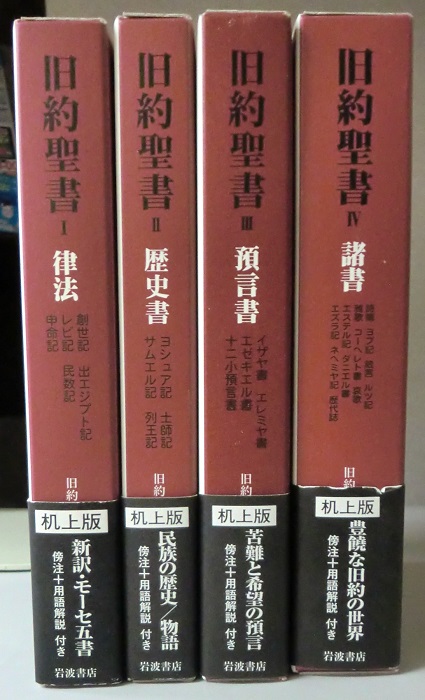 旧約聖書 I
律法
創世記 出エジプト記
レビ記 民数記
申命記
旧約
机上版
新訳・モーセ五書
傍注+用語解説 付き
岩波書店
旧約聖書 II
歴史書
ヨシュア記 士師記
サムエル記 列王記
旧約
机上版
民族の歴史/物語
傍注+用語解説 付き
岩波書店
旧約聖書 III
預言書
イザヤ書 エレミヤ書
エゼキエル書
十二小預言書
旧約
机上版
苦難と希望の預言
傍注+用語解説 付き
岩波書店
旧約聖書 IV
諸書
詩篇 ヨブ記 箴言 ルツ記
雅歌 コーヘレト書 哀歌
エステル記 ダニエル書
エズラ記 ネヘミヤ記 歴代誌
旧約
机上版
豊饒な旧約の世界
傍注+用語解説 付き
岩波書店